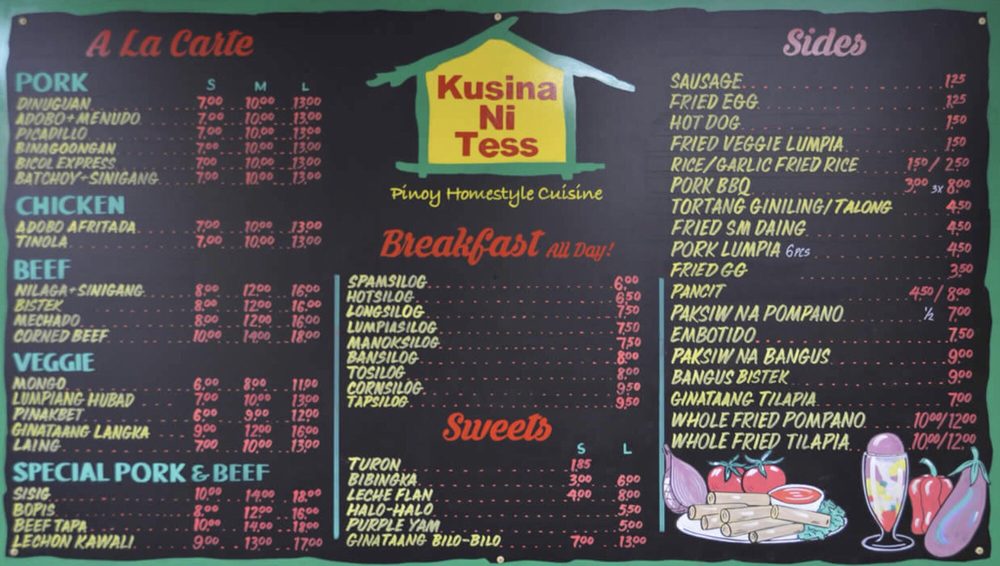 A La Carte
PORK S M L
DINUGUAN 7.00 10.00 13.00
ADOBO+MENUDO 7.00 10.00 13.00
PICADILLO 7.00 10.00 13.00
BINAGOONGAN 7.00 10.00 13.00
BICOL EXPRESS 7.00 10.00 13.00
BATCHOY+SINIGANG 7.00 10.00 13.00
CHICKEN
ADOBO AFRITADA 7.00 10.00 13.00
TINOLA 7.00 10.00 13.00
BEEF
NILAGA+SINIGANG 8.00 12.00 16.00
BISTEK 8.00 12.00 16.00
MECHADO 8.00 12.00 16.00
CORNED BEEF 10.00 14.00 18.00
VEGGIE
MONGO 6.00 8.00 11.00
LUMPIANG HUBAD 7.00 10.00 13.00
PINAKBET 6.00 9.00 12.00
GINATAANG LANGKA 9.00 12.00 16.00
LAING 7.00 10.00 13.00
SPECIAL PORK & BEEF
SISIG 10.00 14.00 18.00
BOPIS 8.00 12.00 16.00
BEEF TAPA 10.00 14.00 18.00
LECHON KAWALI 9.00 13.00 17.00
Kusina
Ni
Tess
Pinoy Homestyle Cuisine
Breakfast All Day!
SPAMSILOG 6.00
HOTSILOG 6.50
LONGSILOG 7.50
LUMPIASILOG 7.50
MANOKSILOG 7.50
BANSILOG 8.00
TOSILOG 8.00
CORNSILOG 9.50
TAPSILOG 9.50
Sweets
S L
TURON 1.85
BIBINGKA 3.00 6.00
LECHE FLAN 4.00 8.00
HALO-HALO 5.50
PURPLE YAM 5.00
GINATAANG BILO-BILO 7.00 13.00
Sides
SAUSAGE 1.25
FRIED EGG 1.25
HOT DOG 1.50
FRIED VEGGIE LUMPIA 1.50
RICE/GARLIC FRIED RICE 1.50/2.50
PORK BBQ 3.00 3X 8.00
TORTANG GINILING/TALONG 4.50
FRIED SM DAING 4.50
PORK LUMPIA 6PCS 4.50
FRIED GG 3.50
PANCIT 4.50/8.00
PAKSIW NA POMPANO ½ 7.00
EMBOTIDO 7.50
PAKSIW NA BANGUS 9.00
BANGUS BISTEK 9.00
GINATAANG TILAPIA 7.00
WHOLE FRIED POMPANO 10.00/12.00
WHOLE FRIED TILAPIA 10.00/12.00